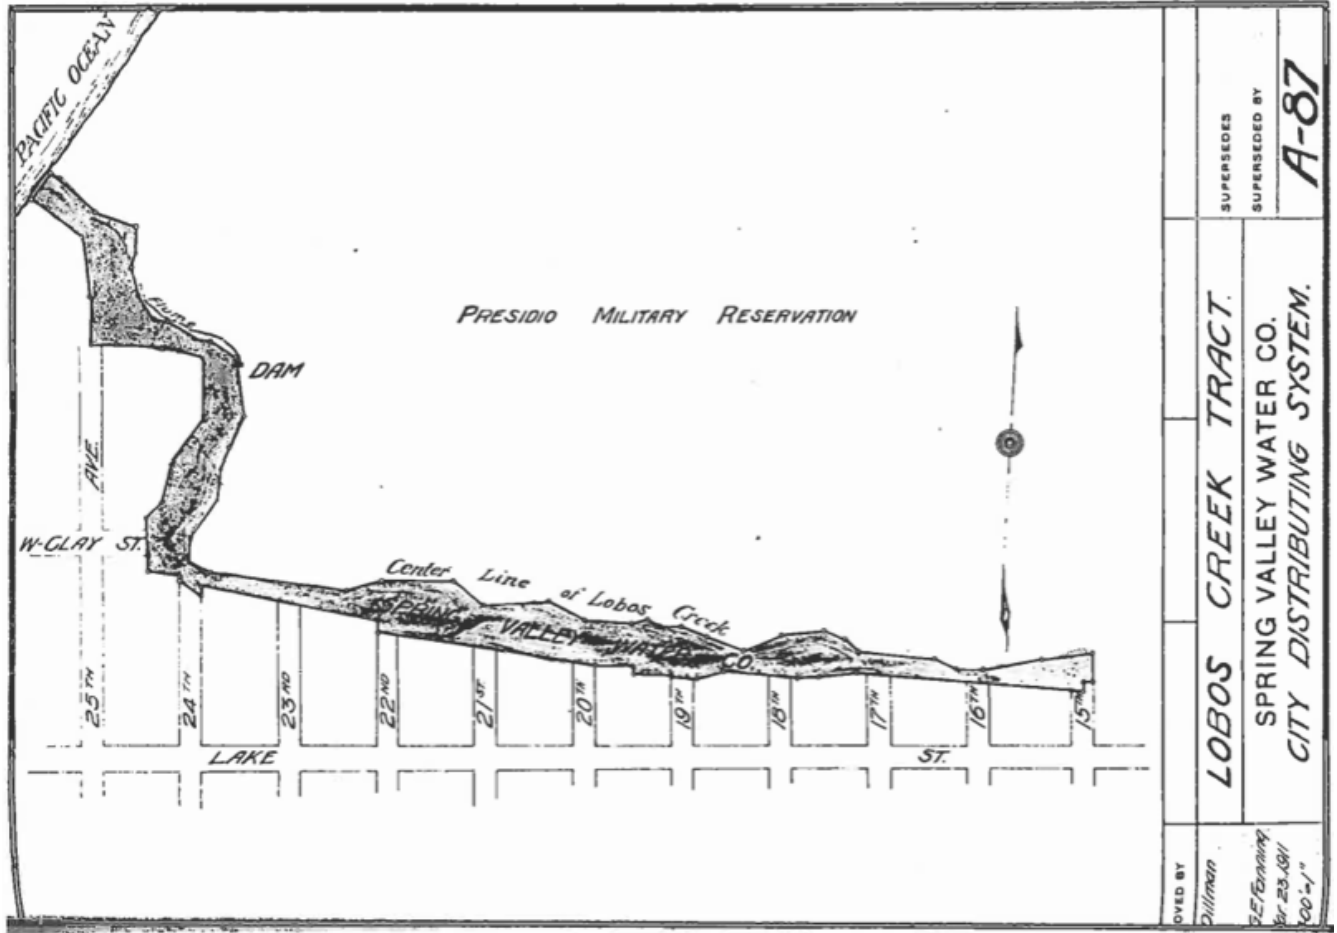 PACIFIC OCEAN
PRESIDIO MILITARY RESERVATION
Flume
DAM
AVE.
W-CLAY ST.
Center Line of Lobos Creek
SPRING VALLEY WATER CO.
25TH
24TH
23RD
22ND
21ST
20TH
19TH
18TH
17TH
16TH
15TH
LAKE ST.
SUPERSEDES
SUPERSEDED BY
A-87
LOBOS CREEK TRACT.
SPRING VALLEY WATER CO.
CITY DISTRIBUTING SYSTEM.
OVED BY
Dillman
23.1911